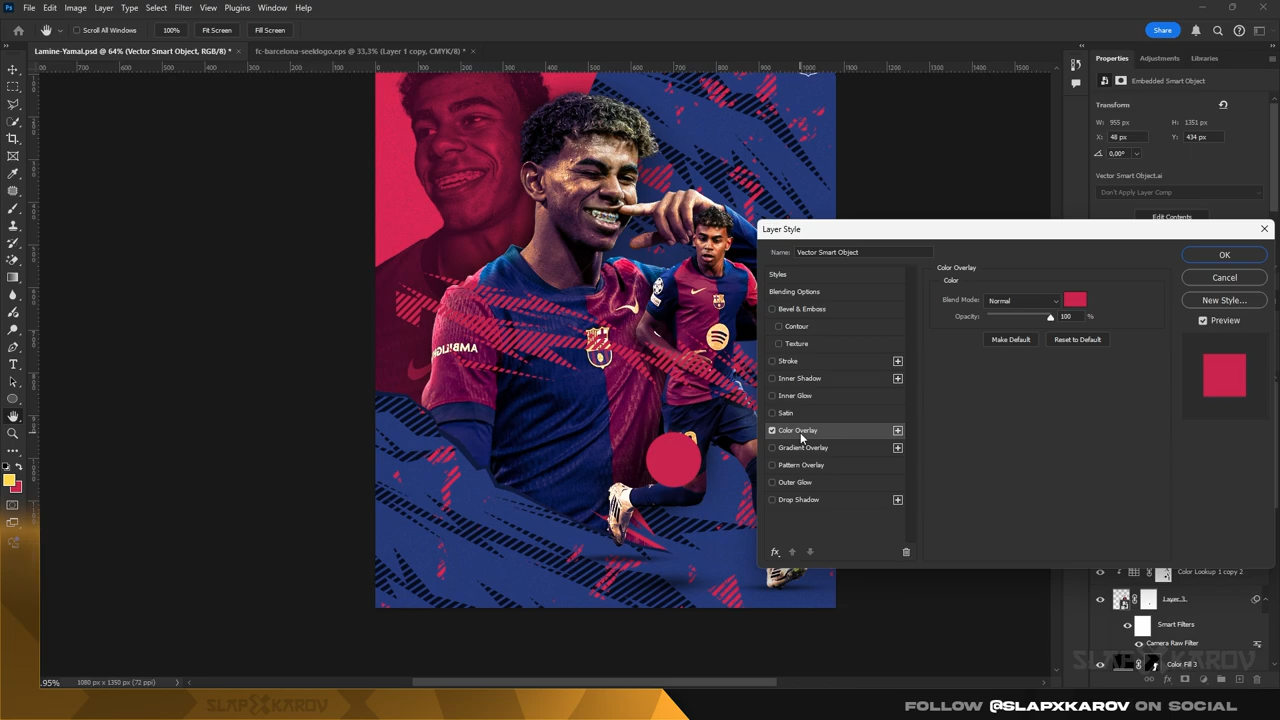 Ps File Edit Image Layer Type Select Filter View Plugins Window Help
Scroll All Windows 100% Fit Screen Fill Screen Share
Lamine-Yamal.psd @ 64% (Vector Smart Object, RGB/8) * fc-barcelona-seeklogo.eps @ 33,3% (Layer 1 copy, CMYK/8) *
Properties Adjustments Libraries
Embedded Smart Object
Transform
W: 955 px H: 1351 px
X: 48 px Y: 434 px
0,00°
Vector Smart Object.ai
Don't Apply Layer Comp
Edit Contents
Layer Style
Name: Vector Smart Object
Styles
Blending Options
Bevel & Emboss
Contour
Texture
Stroke
Inner Shadow
Inner Glow
Satin
Color Overlay
Gradient Overlay
Pattern Overlay
Outer Glow
Drop Shadow
fx
Color Overlay
Color
Blend Mode: Normal
Opacity: 100 %
Make Default Reset to Default
OK
Cancel
New Style...
Preview
Color Lookup 1 copy 2
Layer 1
Smart Filters
Camera Raw Filter
Color Fill 3
SLAPXKAROV
.95% 1080 px x 1350 px (72 ppi)
SLAPXKAROV
FOLLOW @SLAPXKAROV ON SOCIAL